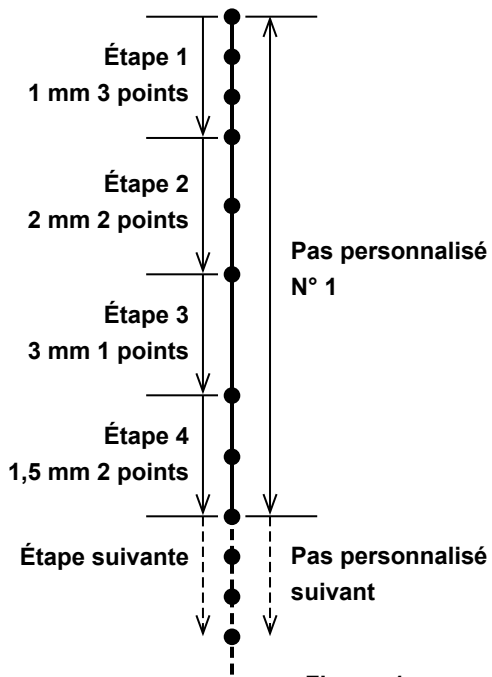 Étape 1
1 mm 3 points
Étape 2
2 mm 2 points
Pas personnalisé
N° 1
Étape 3
3 mm 1 points
Étape 4
1,5 mm 2 points
Étape suivante
Pas personnalisé
suivant